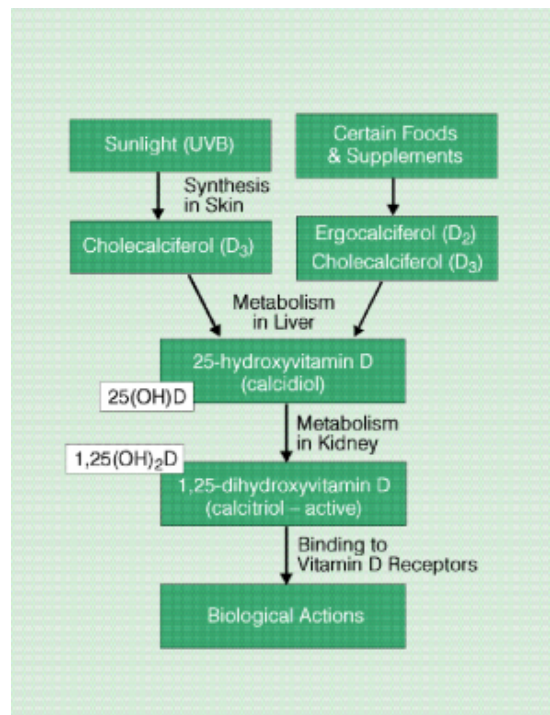 Sunlight (UVB)
Certain Foods
& Supplements
Synthesis
in Skin
Cholecalciferol (D₃)
Ergocalciferol (D₂)
Cholecalciferol (D₃)
Metabolism
in Liver
25-hydroxyvitamin D
(calcidiol)
25(OH)D
Metabolism
in Kidney
1,25(OH)₂D
1,25-dihydroxyvitamin D
(calcitriol – active)
Binding to
Vitamin D Receptors
Biological Actions